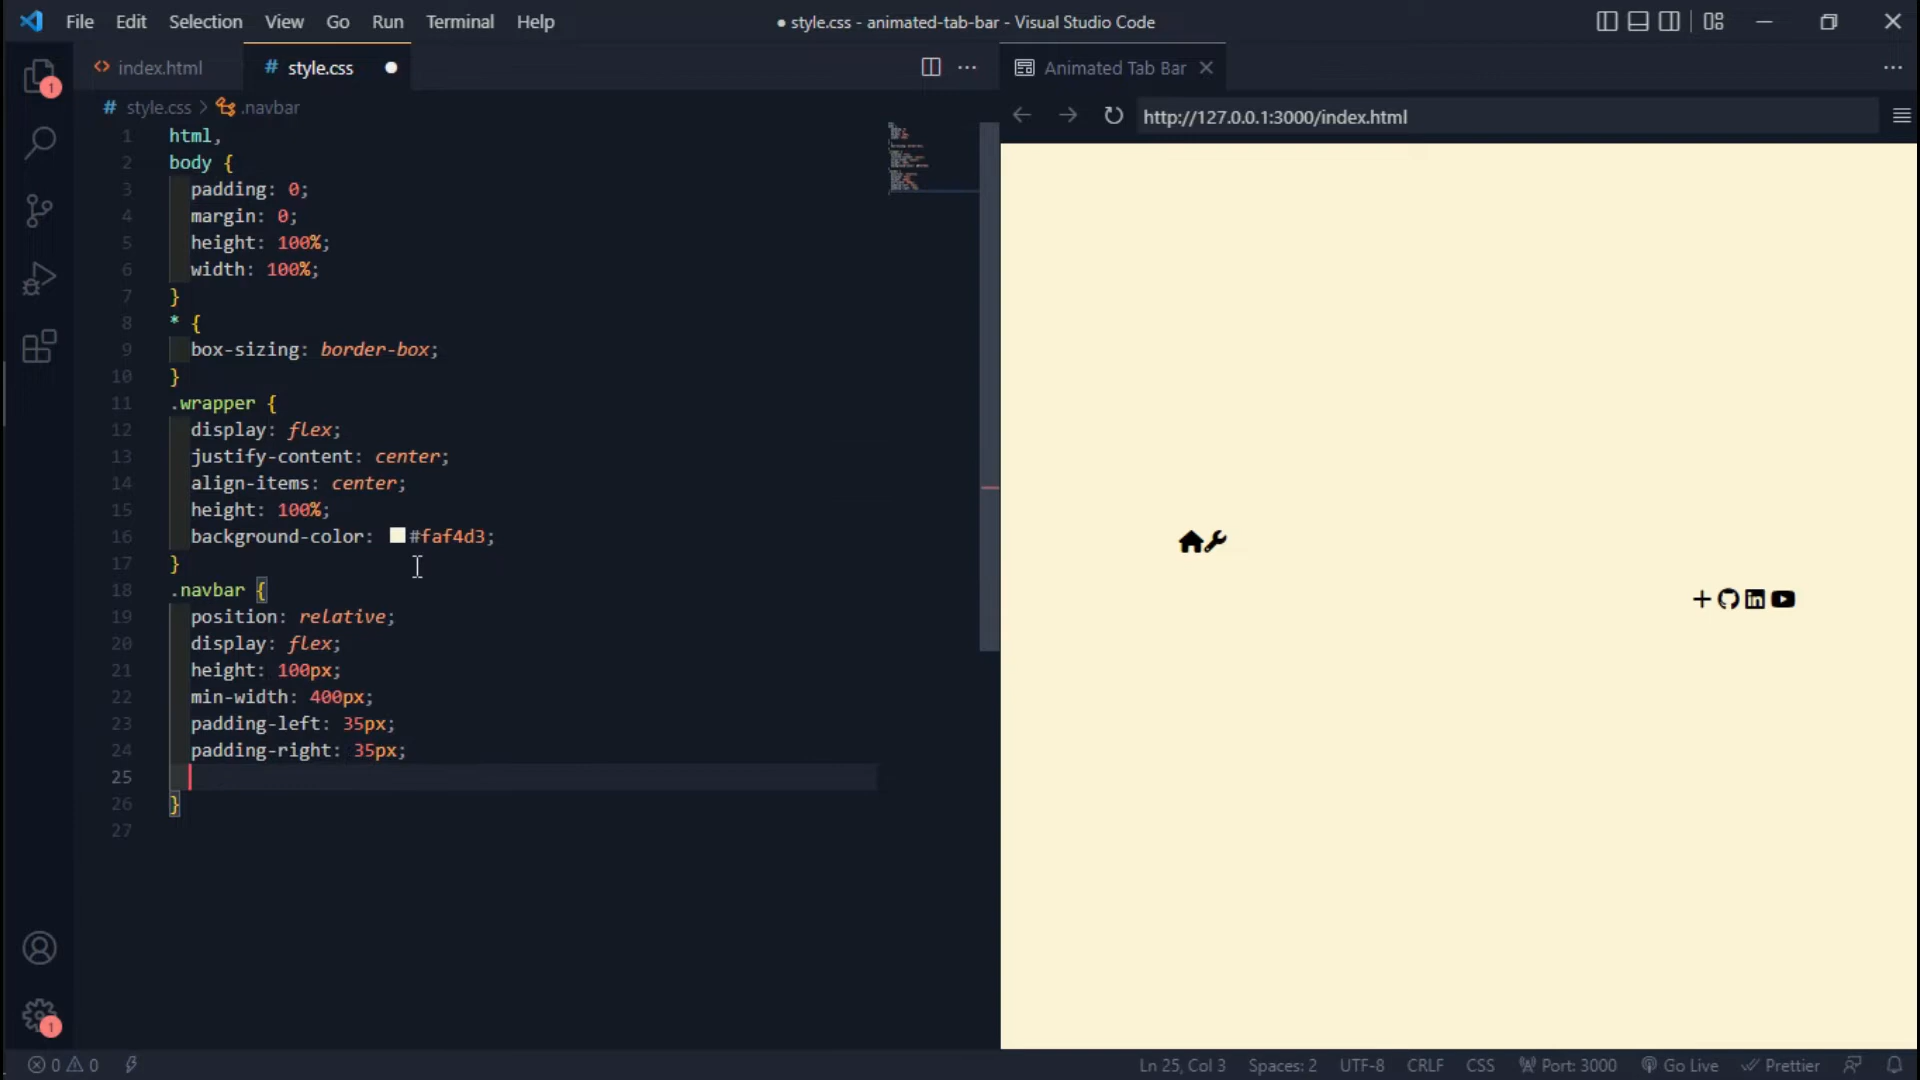 File Edit Selection View Go Run Terminal Help
● style.css - animated-tab-bar - Visual Studio Code
index.html
# style.css
Animated Tab Bar
# style.css > .navbar
http://127.0.0.1:3000/index.html
1 html,
2 body {
3 padding: 0;
4 margin: 0;
5 height: 100%;
6 width: 100%;
7 }
8 * {
9 box-sizing: border-box;
10 }
11 .wrapper {
12 display: flex;
13 justify-content: center;
14 align-items: center;
15 height: 100%;
16 background-color: #faf4d3;
17 }
18 .navbar {
19 position: relative;
20 display: flex;
21 height: 100px;
22 min-width: 400px;
23 padding-left: 35px;
24 padding-right: 35px;
25
26 }
27
1
1
in
0 0
Ln 25, Col 3 Spaces: 2 UTF-8 CRLF CSS Port: 3000 Go Live Prettier